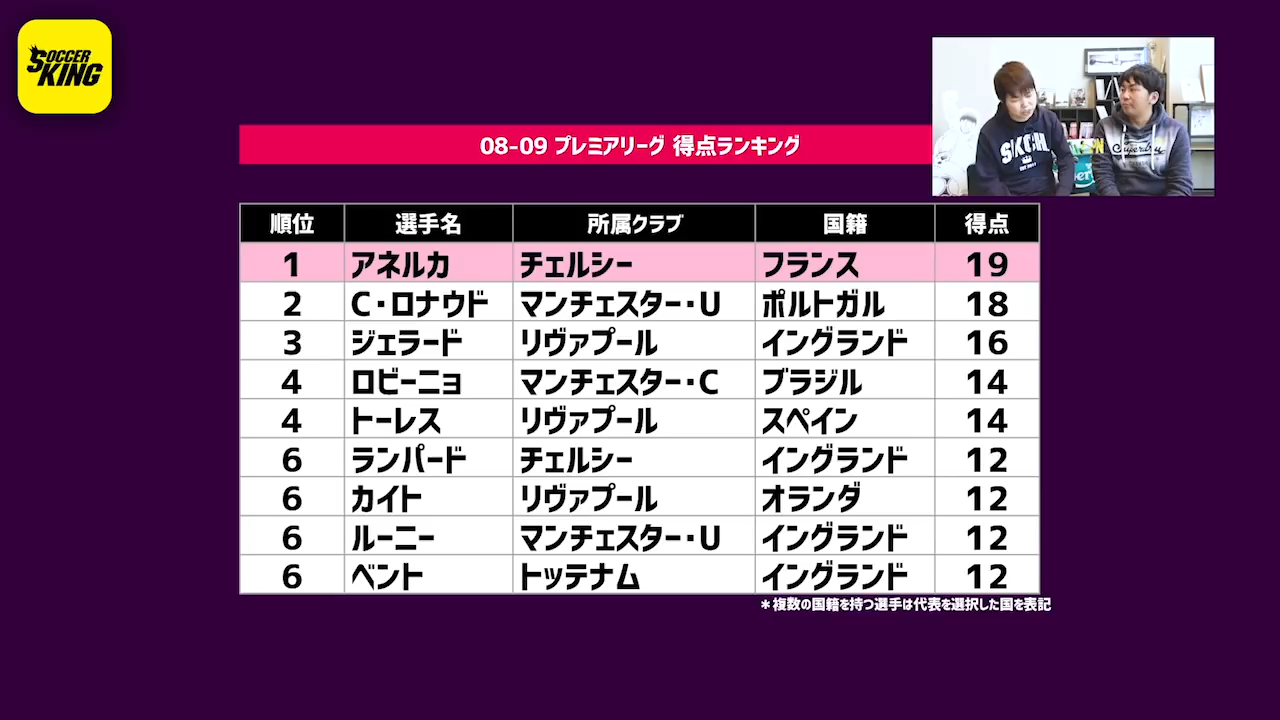 SOCCER
KING
08-09 プレミアリーグ 得点ランキング
順位 選手名 所属クラブ 国籍 得点
1 アネルカ チェルシー フランス 19
2 C・ロナウド マンチェスター・U ポルトガル 18
3 ジェラード リヴァプール イングランド 16
4 ロビーニョ マンチェスター・C ブラジル 14
4 トーレス リヴァプール スペイン 14
6 ランパード チェルシー イングランド 12
6 カイト リヴァプール オランダ 12
6 ルーニー マンチェスター・U イングランド 12
6 ベント トッテナム イングランド 12
＊複数の国籍を持つ選手は代表を選択した国を表記
Superdry